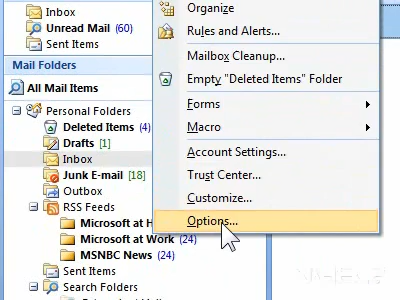 Inbox
Unread Mail (60)
Sent Items
Mail Folders
All Mail Items
Personal Folders
Deleted Items (4)
Drafts [1]
Inbox
Junk E-mail [18]
Outbox
RSS Feeds
Microsoft at H
Microsoft at Work (24)
MSNBC News (24)
Sent Items
Search Folders
Organize
Rules and Alerts...
Mailbox Cleanup...
Empty "Deleted Items" Folder
Forms
Macro
Account Settings...
Trust Center...
Customize...
Options...